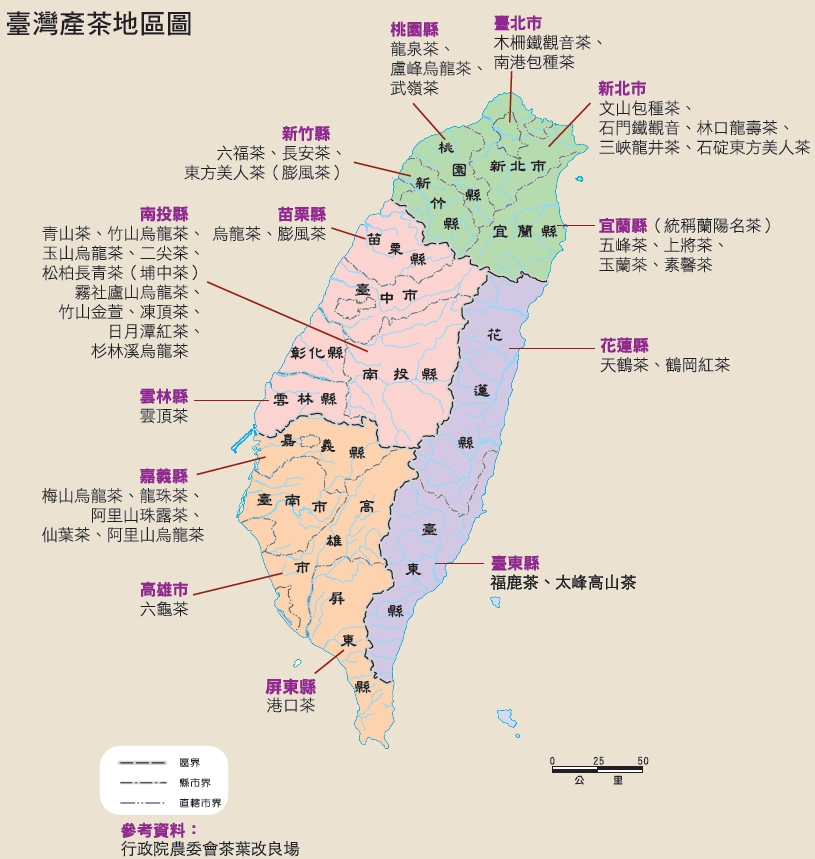 臺灣產茶地區圖
桃園縣
龍泉茶、
盧峰烏龍茶、
武嶺茶
臺北市
木柵鐵觀音茶、
南港包種茶
新北市
文山包種茶、
石門鐵觀音、林口龍壽茶、
三峽龍井茶、石碇東方美人茶
新竹縣
六福茶、長安茶、
東方美人茶（膨風茶）
南投縣
青山茶、竹山烏龍茶、
玉山烏龍茶、二尖茶、
松柏長青茶（埔中茶）
霧社廬山烏龍茶、
竹山金萱、凍頂茶、
日月潭紅茶、
杉林溪烏龍茶
苗栗縣
烏龍茶、膨風茶
宜蘭縣（統稱蘭陽名茶）
五峰茶、上將茶、
玉蘭茶、素馨茶
花蓮縣
天鶴茶、鶴岡紅茶
雲林縣
雲頂茶
嘉義縣
梅山烏龍茶、龍珠茶、
阿里山珠露茶、
仙葉茶、阿里山烏龍茶
高雄市
六龜茶
臺東縣
福鹿茶、太峰高山茶
屏東縣
港口茶
桃園縣
新北市
新竹縣
宜蘭縣
苗栗縣
臺中市
彰化縣
南投縣
雲林縣
花蓮縣
嘉義縣
臺南市
高雄市
臺東縣
屏東縣
區界
縣市界
直轄市界
0 25 50
公里
參考資料：
行政院農委會茶葉改良場